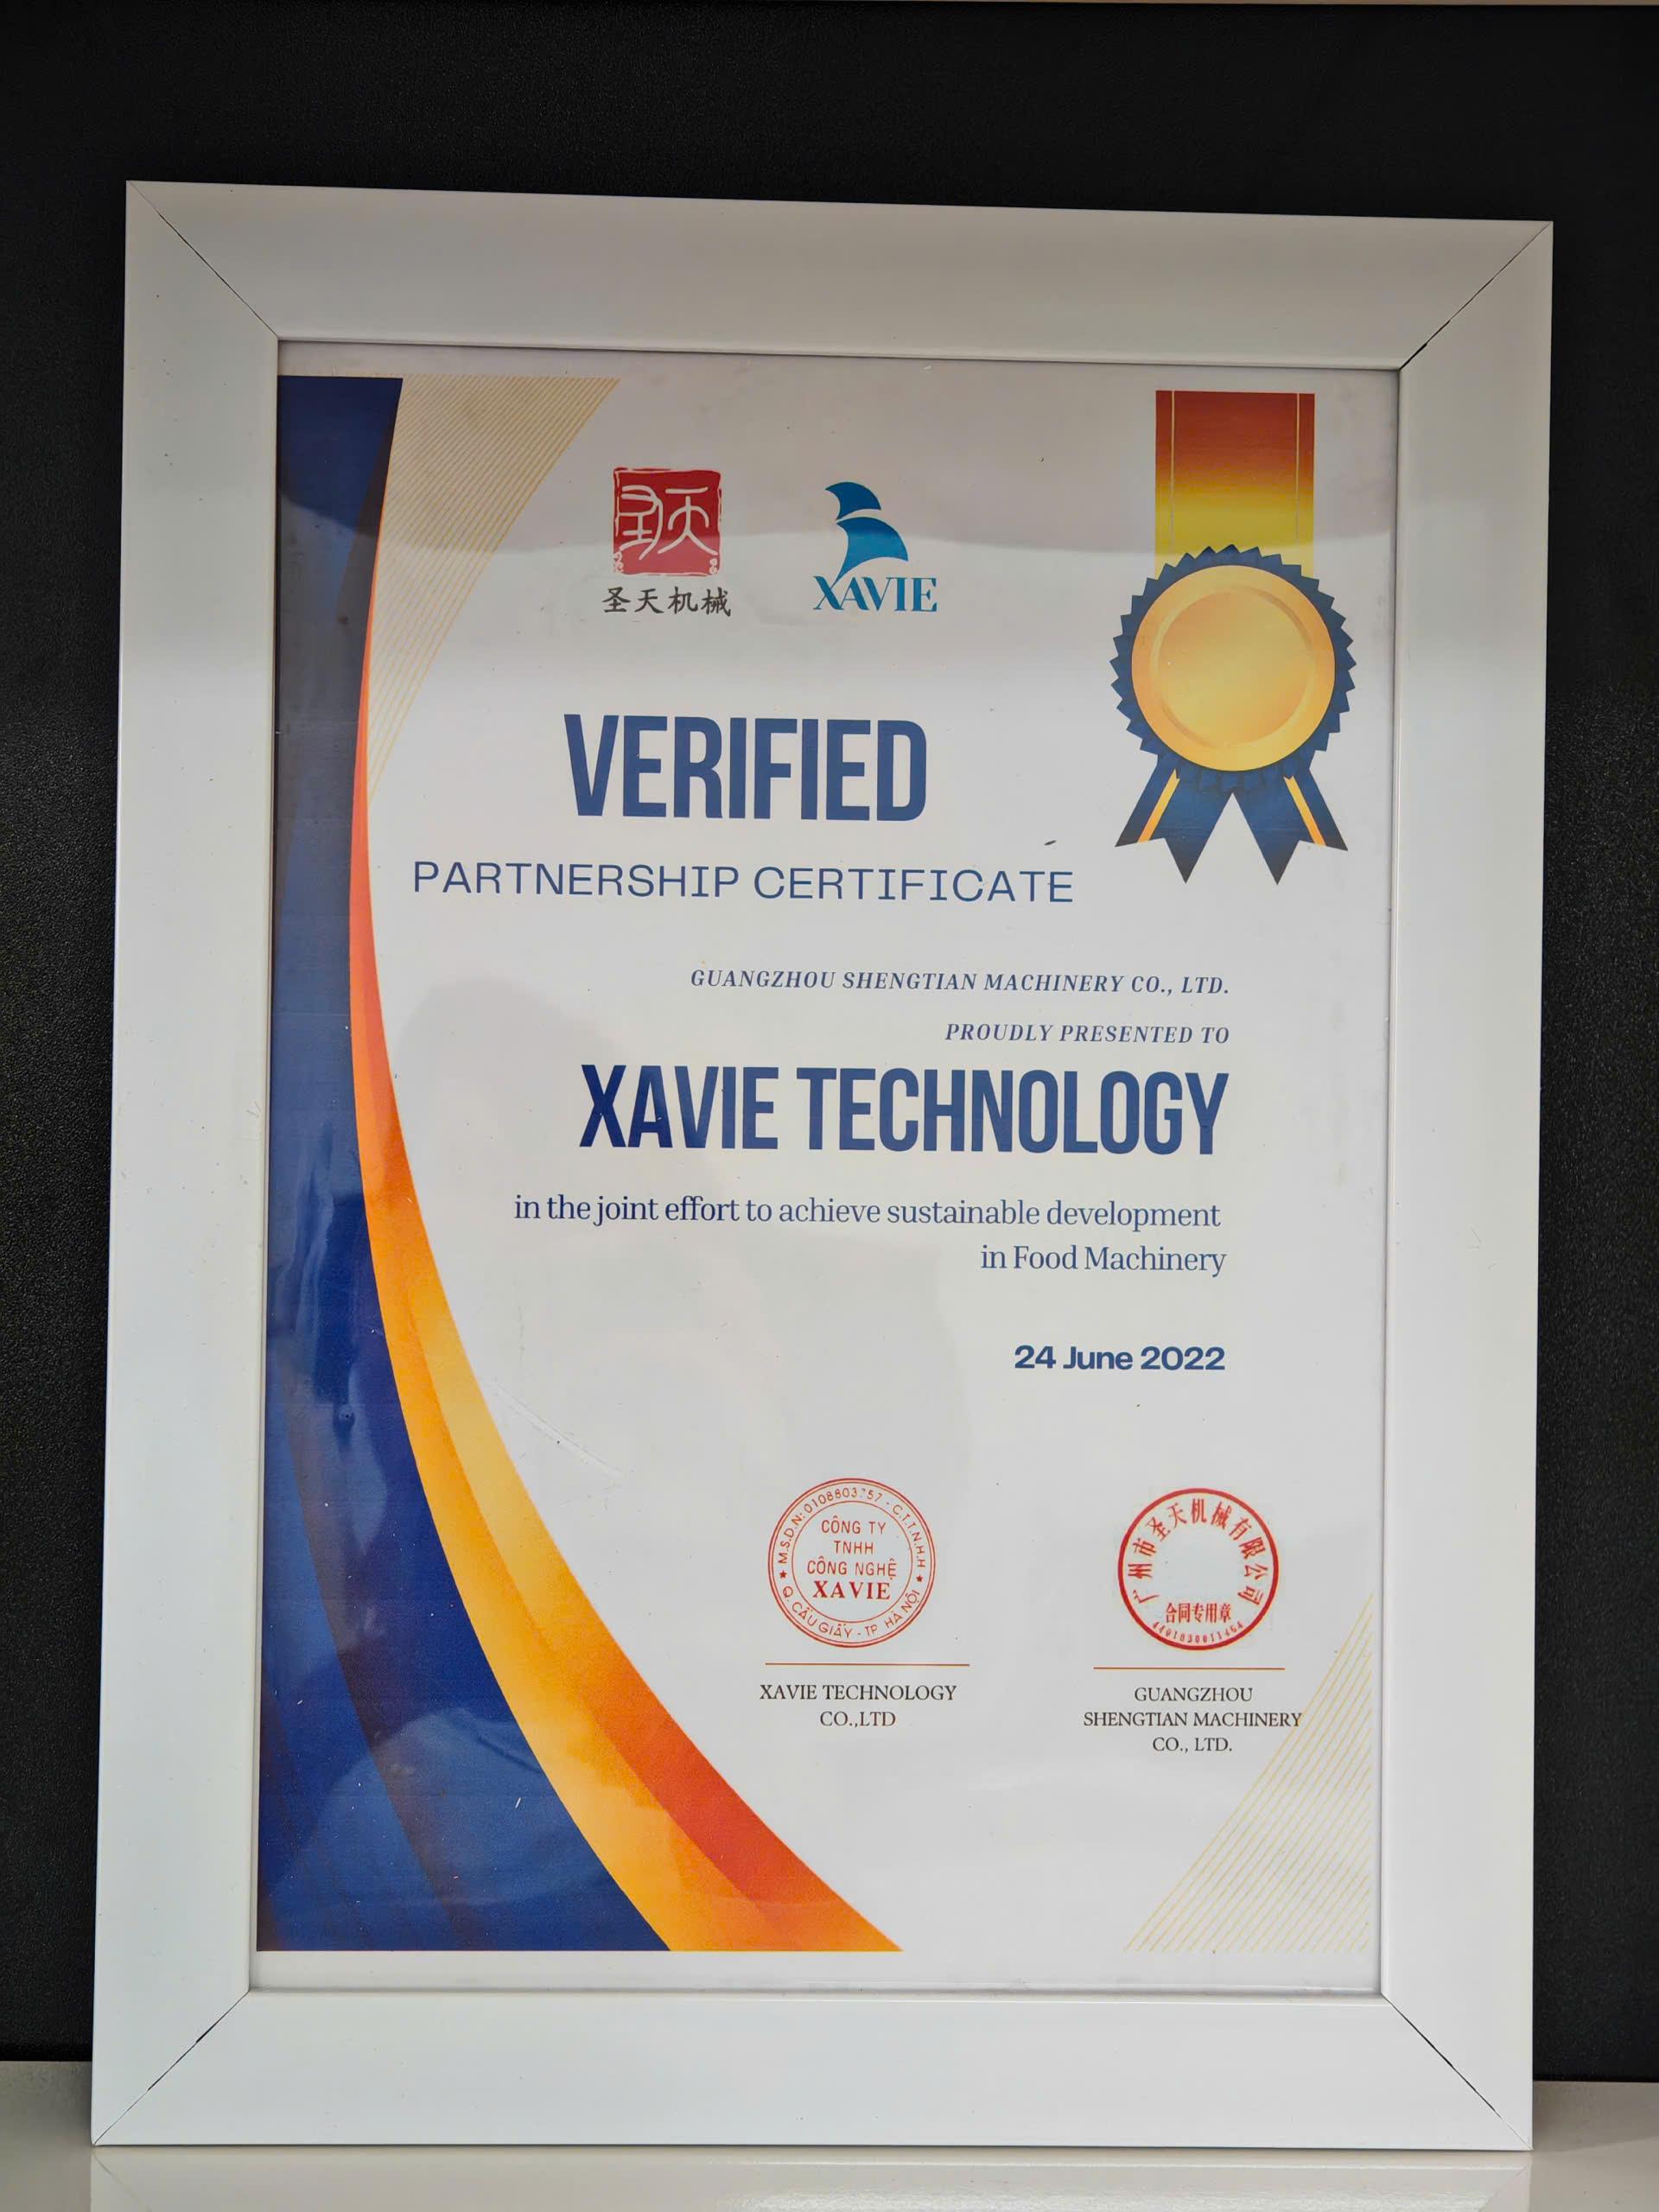 圣天
圣天机械
XAVIE
VERIFIED
PARTNERSHIP CERTIFICATE
GUANGZHOU SHENGTIAN MACHINERY CO., LTD.
PROUDLY PRESENTED TO
XAVIE TECHNOLOGY
in the joint effort to achieve sustainable development
in Food Machinery
24 June 2022
M.S.D.N: - C.T.T.N.H.H
CÔNG TY
TNHH
CÔNG NGHỆ
XAVIE
Q. CẦU GIẤY - TP HÀ NỘI
广州市圣天机械有限公司
合同专用章
XAVIE TECHNOLOGY
CO.,LTD
GUANGZHOU
SHENGTIAN MACHINERY
CO., LTD.